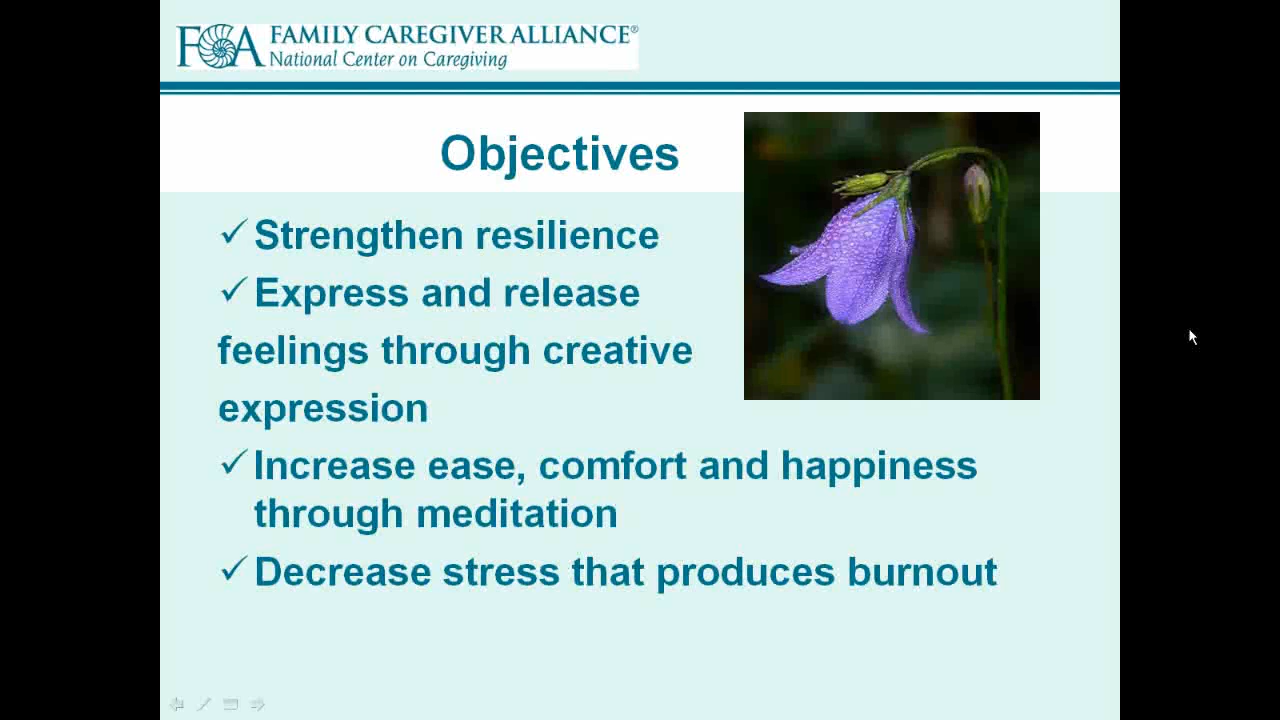 FCA FAMILY CAREGIVER ALLIANCE®
National Center on Caregiving
Objectives
✓ Strengthen resilience
✓ Express and release
feelings through creative
expression
✓ Increase ease, comfort and happiness
through meditation
✓ Decrease stress that produces burnout